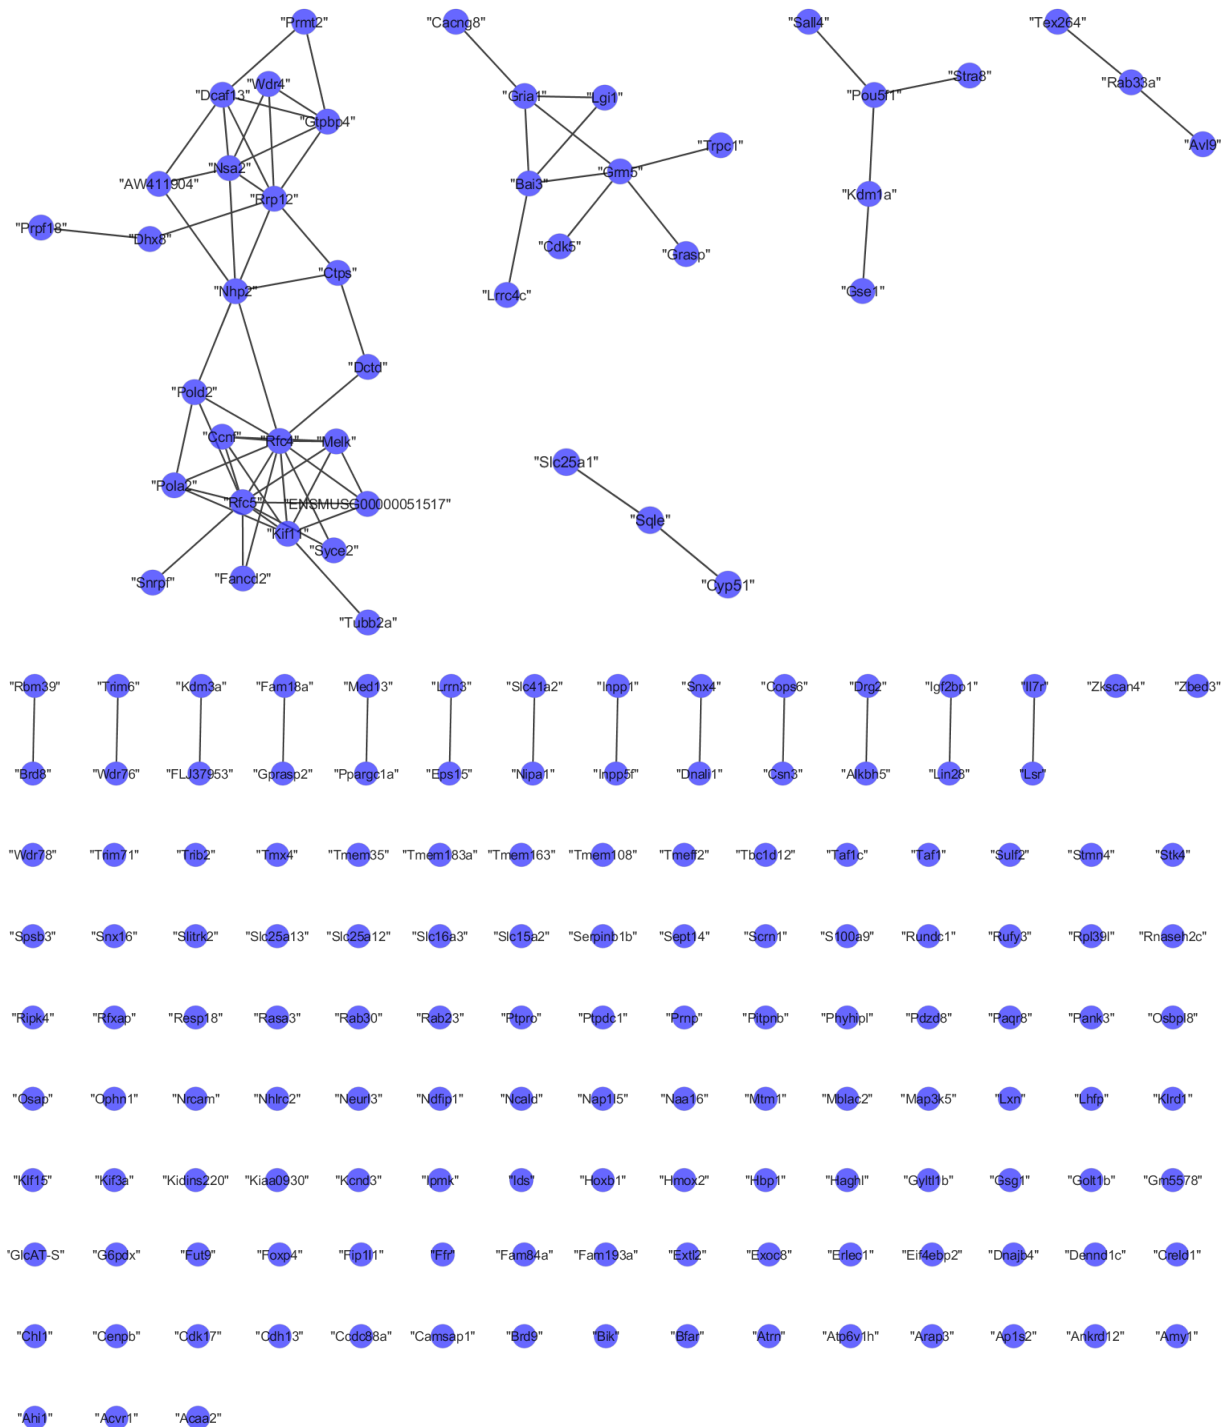 "Prmt2"
"Cacng8"
"Sall4"
"Tex264"
"Wdr4"
"Dcaf13"
"Gtpbp4"
"Gria1"
"Lgi1"
"Stra8"
"Pou5f1"
"Rab33a"
"Nsa2"
"AW411904"
"Rrp12"
"Trpc1"
"Avl9"
"Bai3"
"Grm5"
"Kdm1a"
"Prpf18"
"Dhx8"
"Cdk5"
"Grasp"
"Ctps"
"Nhp2"
"Lrrc4c"
"Gse1"
"Dctd"
"Pold2"
"Ccnf"
"Rfc4"
"Melk"
"Slc25a1"
"Pola2"
"Rfc5"
"ENSMUSG00000051517"
"Kif11"
"Sqle"
"Syce2"
"Snrpf"
"Fancd2"
"Cyp51"
"Tubb2a"
"Rbm39" "Trim6" "Kdm3a" "Fam18a" "Med13" "Lrrn3" "Slc41a2" "Inpp1" "Snx4" "Cops6" "Drg2" "Igf2bp1" "Il7r" "Zkscan4" "Zbed3"
"Brd8" "Wdr76" "FLJ37953" "Gprasp2" "Ppargc1a" "Eps15" "Nipa1" "Inpp5f" "Dnali1" "Csn3" "Alkbh5" "Lin28" "Lsr"
"Wdr78" "Trim71" "Trib2" "Tmx4" "Tmem35" "Tmem183a" "Tmem163" "Tmem108" "Tmeff2" "Tbc1d12" "Taf1c" "Taf1" "Sulf2" "Stmn4" "Stk4"
"Spsb3" "Snx16" "Slitrk2" "Slc25a13" "Slc25a12" "Slc16a3" "Slc15a2" "Serpinb1b" "Sept14" "Scrn1" "S100a9" "Rundc1" "Rufy3" "Rpl39l" "Rnaseh2c"
"Ripk4" "Rfxap" "Resp18" "Rasa3" "Rab30" "Rab23" "Ptpro" "Ptpdc1" "Prnp" "Pitpnb" "Phyhipl" "Pdzd8" "Paqr8" "Pank3" "Osbpl8"
"Osap" "Ophn1" "Nrcam" "Nhlrc2" "Neurl3" "Ndfip1" "Ncald" "Nap1l5" "Naa16" "Mtm1" "Mblac2" "Map3k5" "Lxn" "Lhfp" "Klrd1"
"Klf15" "Kif3a" "Kidins220" "Kiaa0930" "Kcnd3" "Ipmk" "Ids" "Hoxb1" "Hmox2" "Hbp1" "Haghl" "Gyltl1b" "Gsg1" "Golt1b" "Gm5578"
"GlcAT-S" "G6pdx" "Fut9" "Foxp4" "Fip1l1" "Ffr" "Fam84a" "Fam193a" "Extl2" "Exoc8" "Erlec1" "Eif4ebp2" "Dnajb4" "Dennd1c" "Creld1"
"Chl1" "Cenpb" "Cdk17" "Cdh13" "Ccdc88a" "Camsap1" "Brd9" "Bik" "Bfar" "Atrn" "Atp6v1h" "Arap3" "Ap1s2" "Ankrd12" "Amy1"
"Ahi1" "Acvr1" "Acaa2"